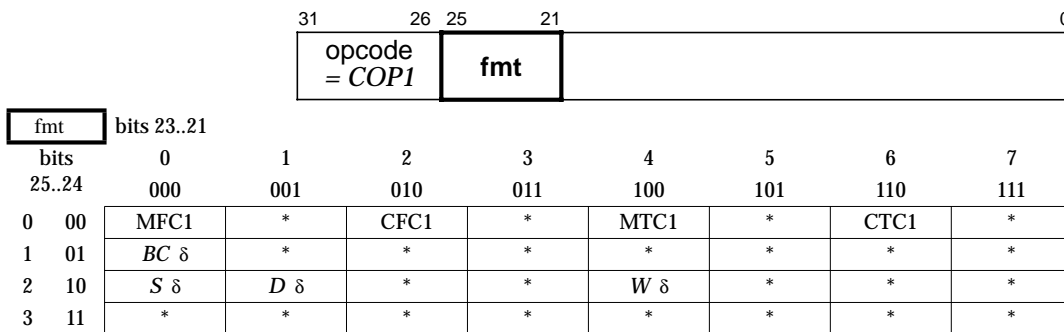 31 26 25 21 0
opcode
= COP1 fmt
fmt bits 23..21
bits 0 1 2 3 4 5 6 7
25..24 000 001 010 011 100 101 110 111
0 00 MFC1 * CFC1 * MTC1 * CTC1 *
1 01 BC δ * * * * * * *
2 10 S δ D δ * * W δ * * *
3 11 * * * * * * * *